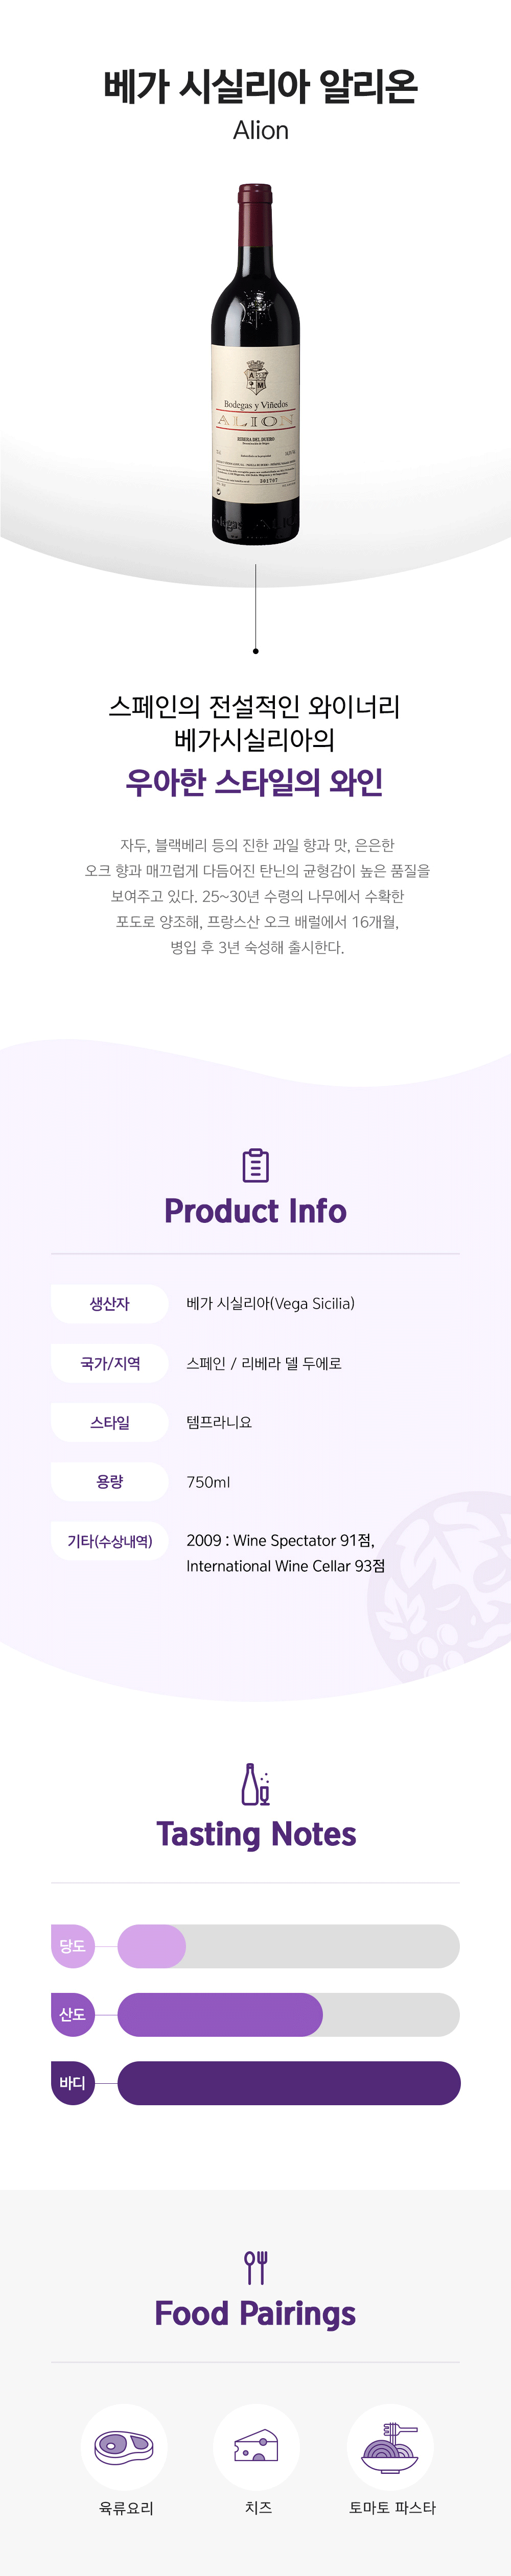 베가 시실리아 알리온
Alion
A M
Bodegas y Viñedos
ALION
RIBERA DEL DUERO
301707
스페인의 전설적인 와이너리
베가시실리아의
우아한 스타일의 와인
자두, 블랙베리 등의 진한 과일 향과 맛, 은은한
오크 향과 매끄럽게 다듬어진 탄닌의 균형감이 높은 품질을
보여주고 있다. 25~30년 수령의 나무에서 수확한
포도로 양조해, 프랑스산 오크 배럴에서 16개월,
병입 후 3년 숙성해 출시한다.
Product Info
생산자 베가 시실리아(Vega Sicilia)
국가/지역 스페인 / 리베라 델 두에로
스타일 템프라니요
용량 750ml
기타(수상내역) 2009 : Wine Spectator 91점,
International Wine Cellar 93점
Tasting Notes
당도
산도
바디
Food Pairings
육류요리 치즈 토마토 파스타